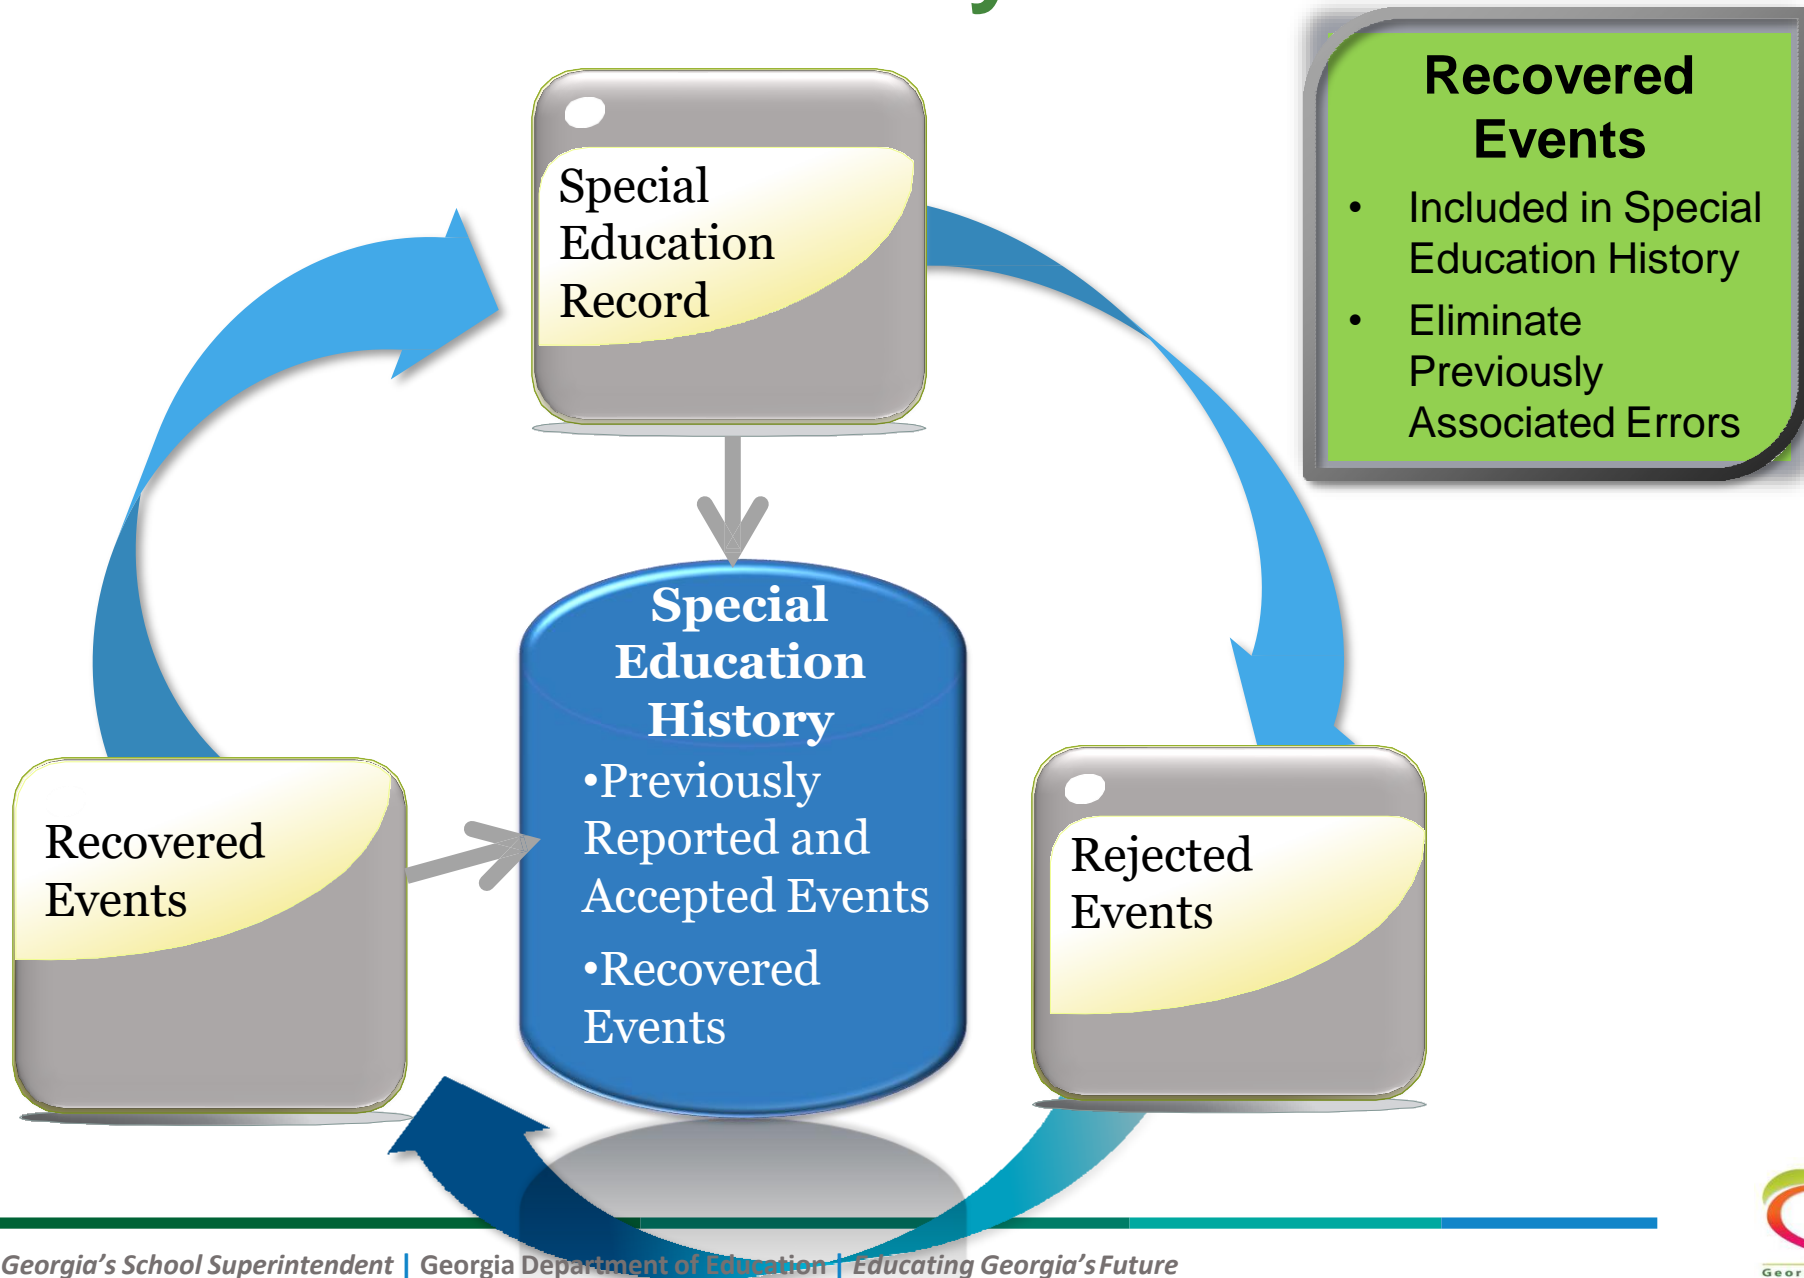 Recovered
Events
• Included in Special
Education History
• Eliminate
Previously
Associated Errors
Special
Education
Record
Special
Education
History
•Previously
Reported and
Accepted Events
•Recovered
Events
Recovered
Events
Rejected
Events
Georgia's School Superintendent | Georgia Department of Education | Educating Georgia's Future
Geor